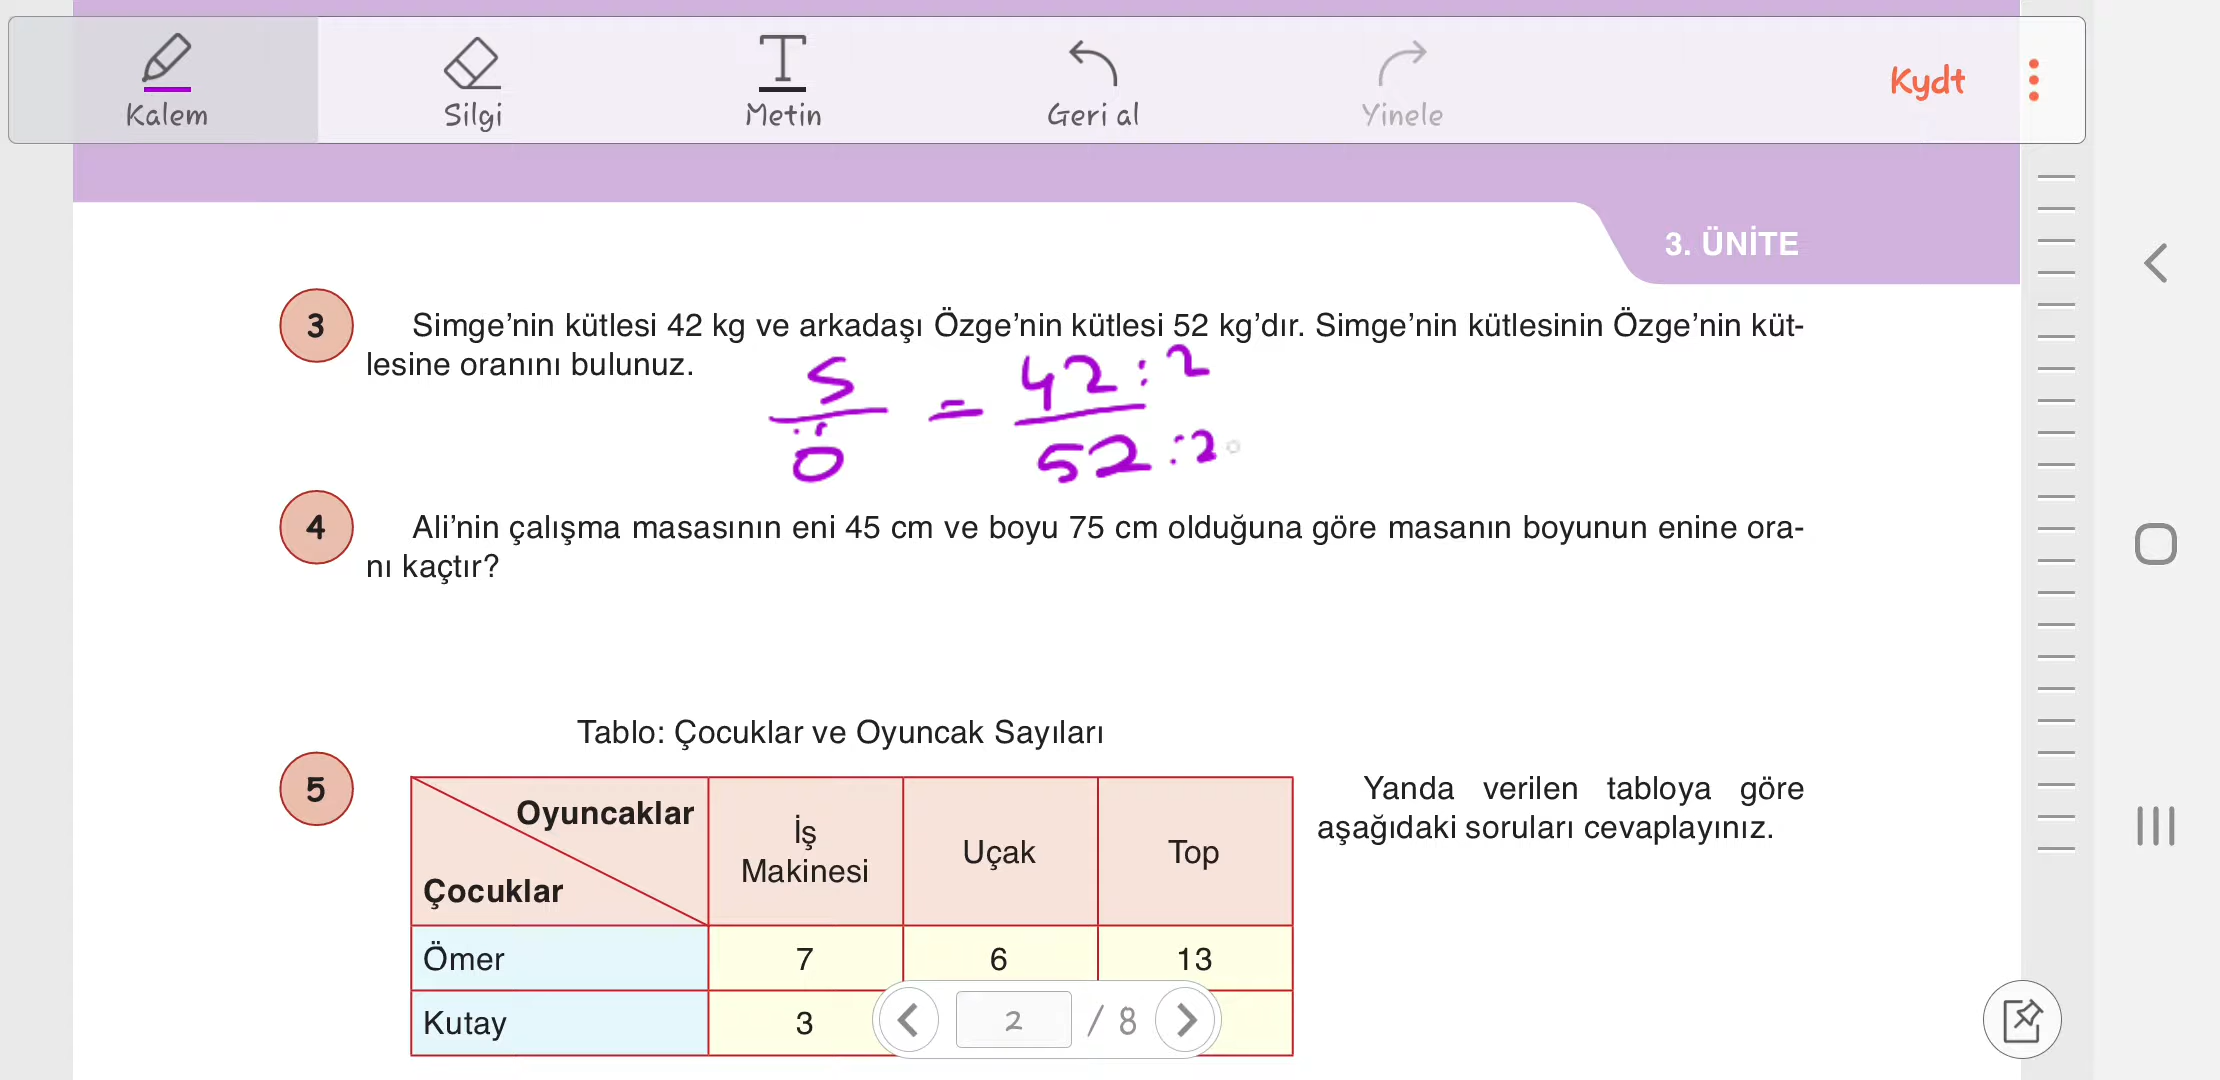 Kalem
Silgi
Metin
Geri al
Yinele
Kydt
3. ÜNİTE
3 Simge’nin kütlesi 42 kg ve arkadaşı Özge’nin kütlesi 52 kg’dır. Simge’nin kütlesinin Özge’nin küt-
lesine oranını bulunuz.
S/Ö = 42:2/52:2
4 Ali’nin çalışma masasının eni 45 cm ve boyu 75 cm olduğuna göre masanın boyunun enine ora-
nı kaçtır?
Tablo: Çocuklar ve Oyuncak Sayıları
5
Oyuncaklar
Çocuklar
İş
Makinesi
Uçak
Top
Ömer 7 6 13
Kutay 3
Yanda verilen tabloya göre
aşağıdaki soruları cevaplayınız.
2 / 8